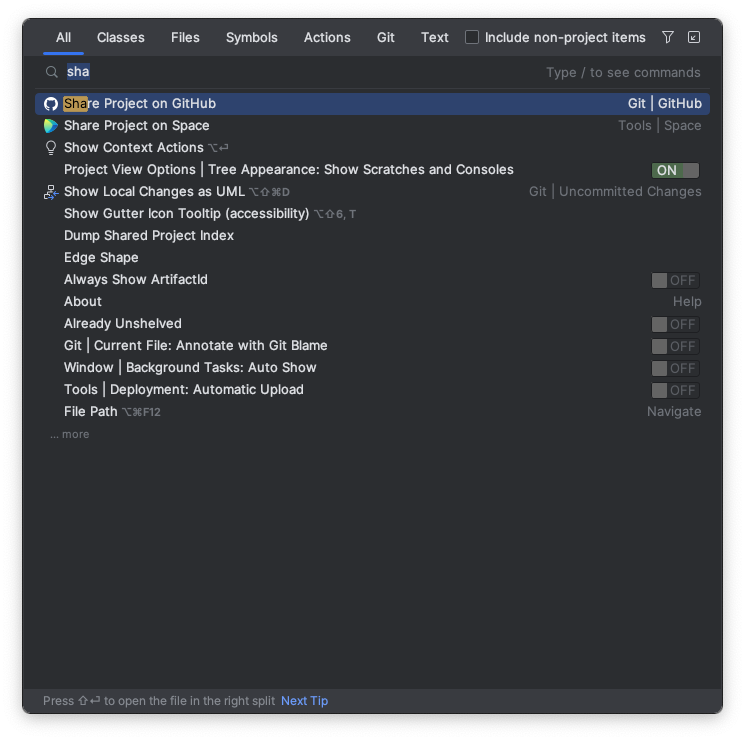 All Classes Files Symbols Actions Git Text Include non-project items
sha Type / to see commands
Share Project on GitHub Git | GitHub
Share Project on Space Tools | Space
Show Context Actions ⌥⏎
Project View Options | Tree Appearance: Show Scratches and Consoles ON
Show Local Changes as UML ⌥⇧⌘D Git | Uncommitted Changes
Show Gutter Icon Tooltip (accessibility) ⌥⇧6, T
Dump Shared Project Index
Edge Shape
Always Show ArtifactId OFF
About Help
Already Unshelved OFF
Git | Current File: Annotate with Git Blame OFF
Window | Background Tasks: Auto Show OFF
Tools | Deployment: Automatic Upload OFF
File Path ⌥⌘F12 Navigate
... more
Press ⇧⏎ to open the file in the right split Next Tip